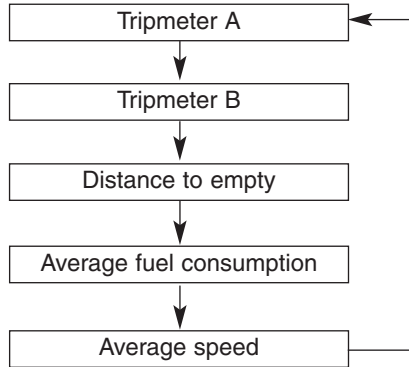 Tripmeter A
Tripmeter B
Distance to empty
Average fuel consumption
Average speed